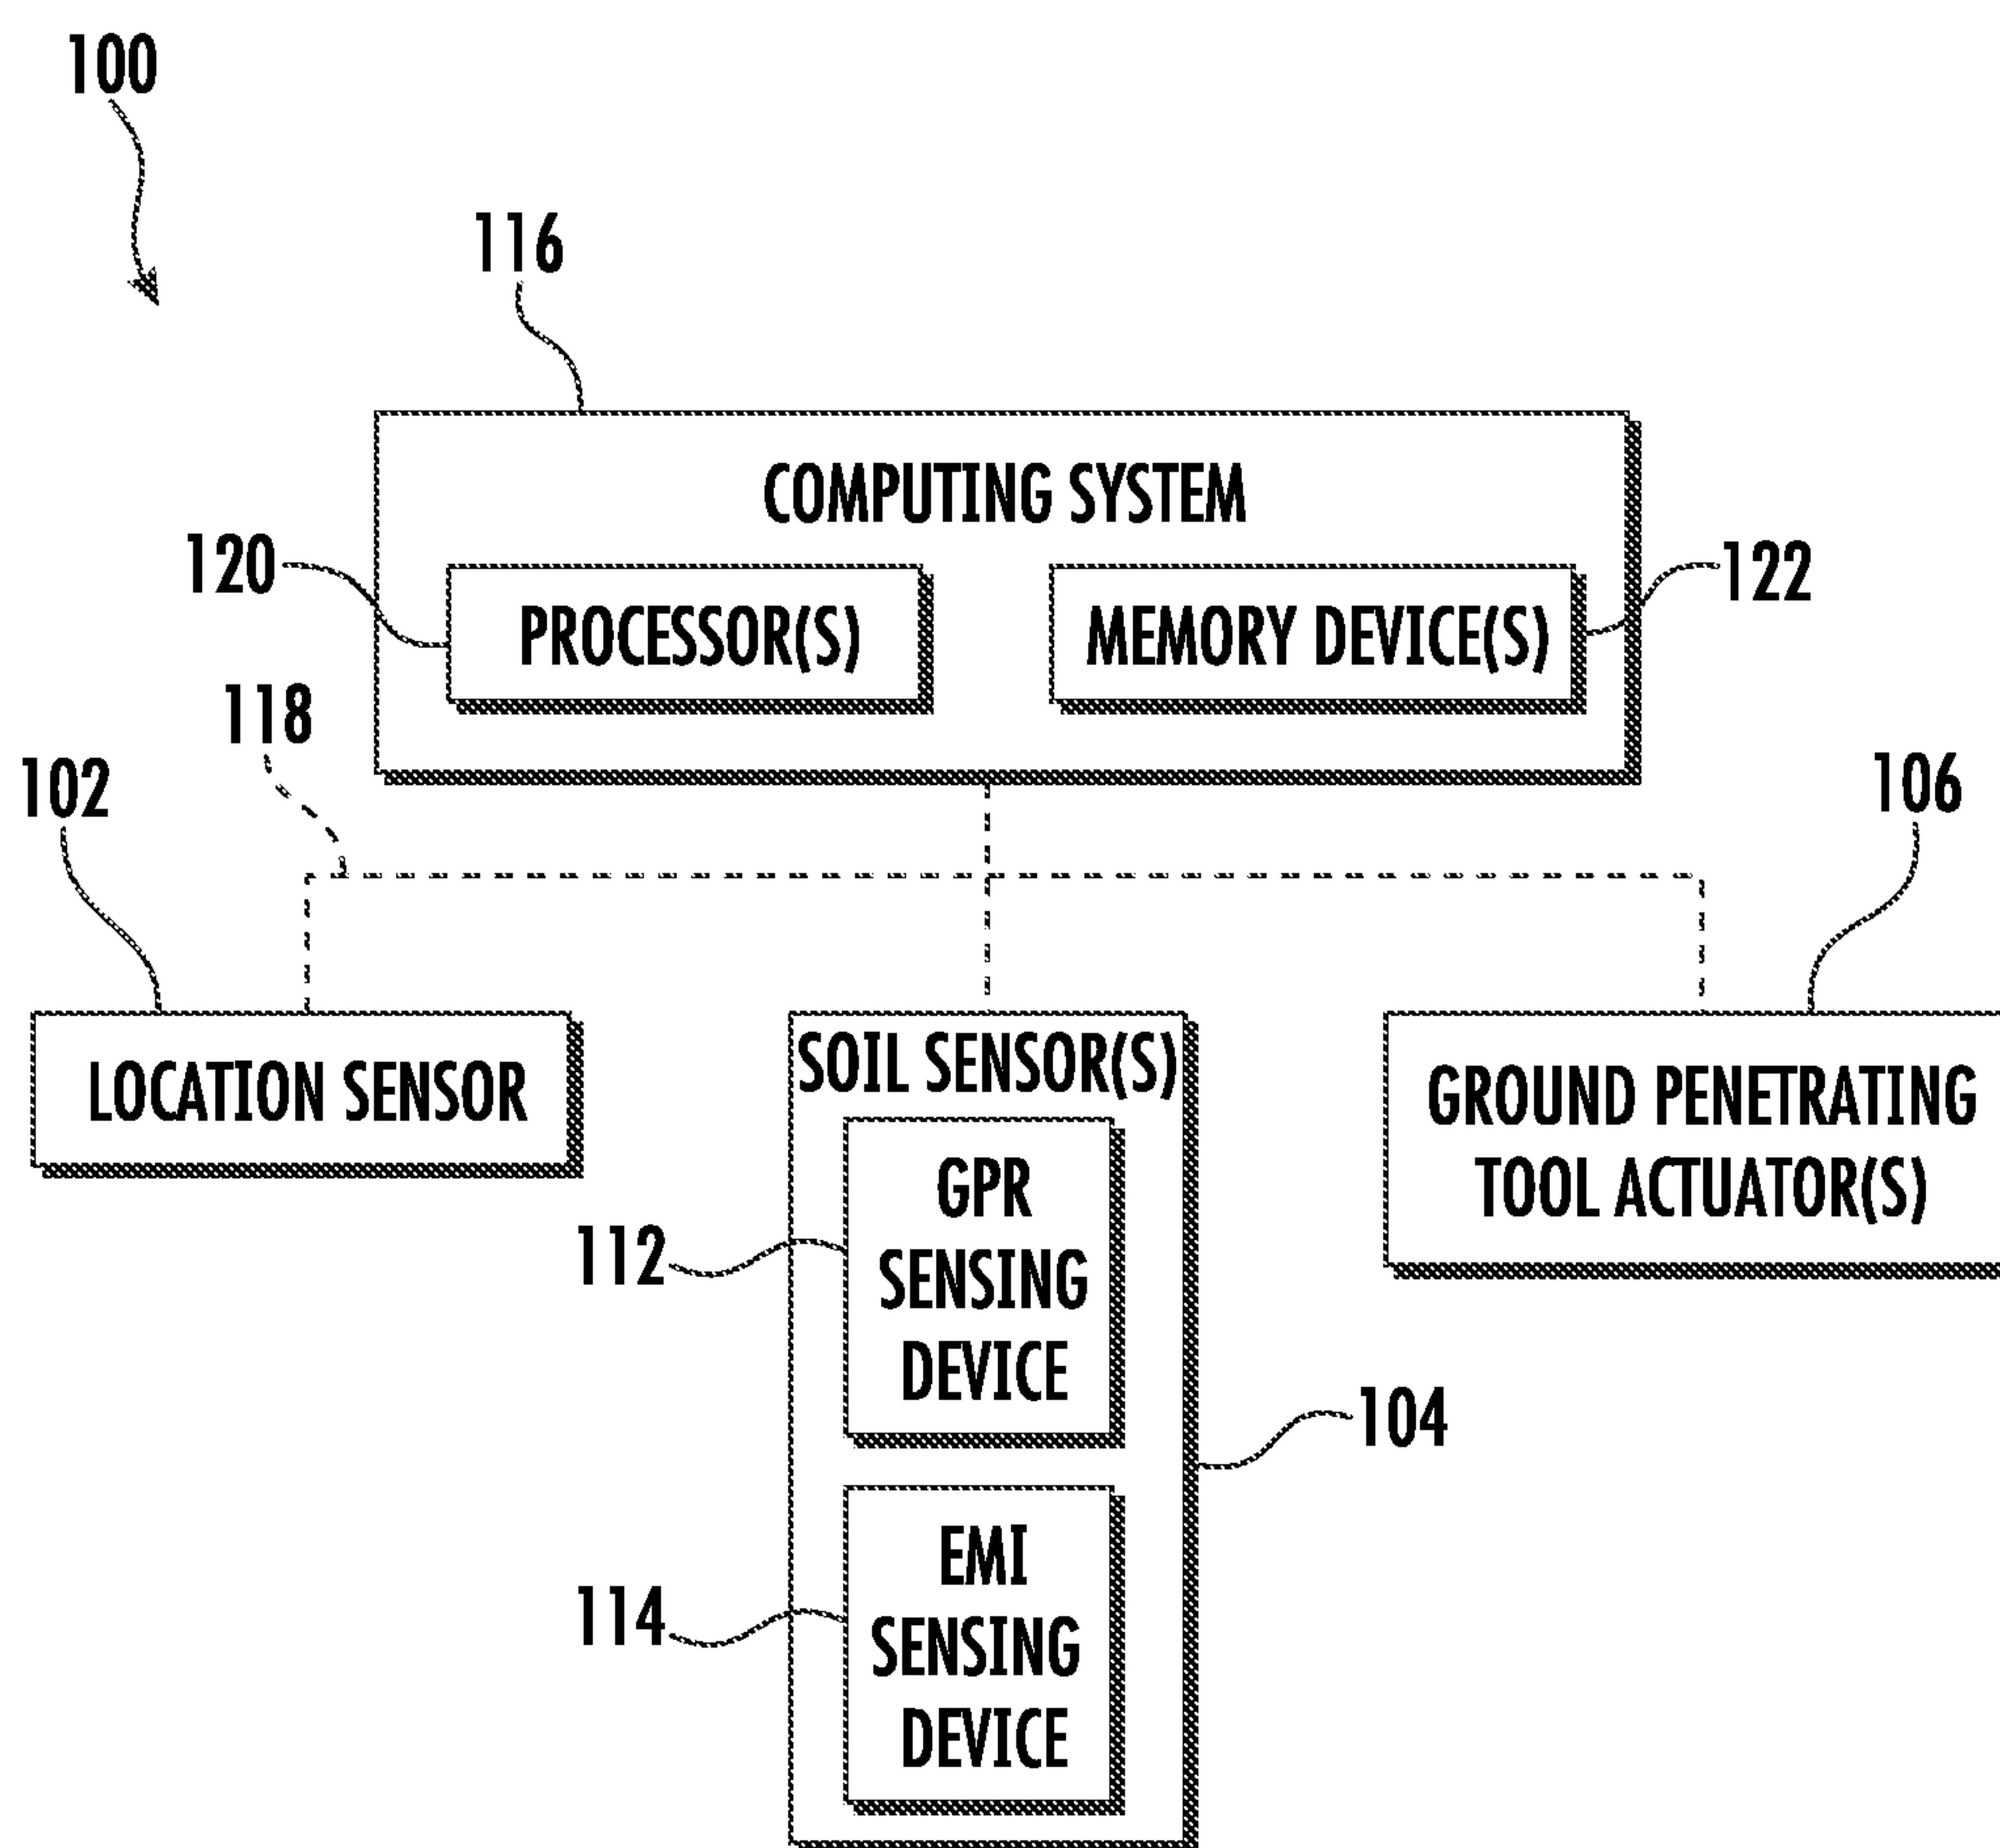 100
116
COMPUTING SYSTEM
120
PROCESSOR(S)
MEMORY DEVICE(S)
122
118
102
106
LOCATION SENSOR
SOIL SENSOR(S)
GROUND PENETRATING
TOOL ACTUATOR(S)
112
GPR
SENSING
DEVICE
104
114
EMI
SENSING
DEVICE